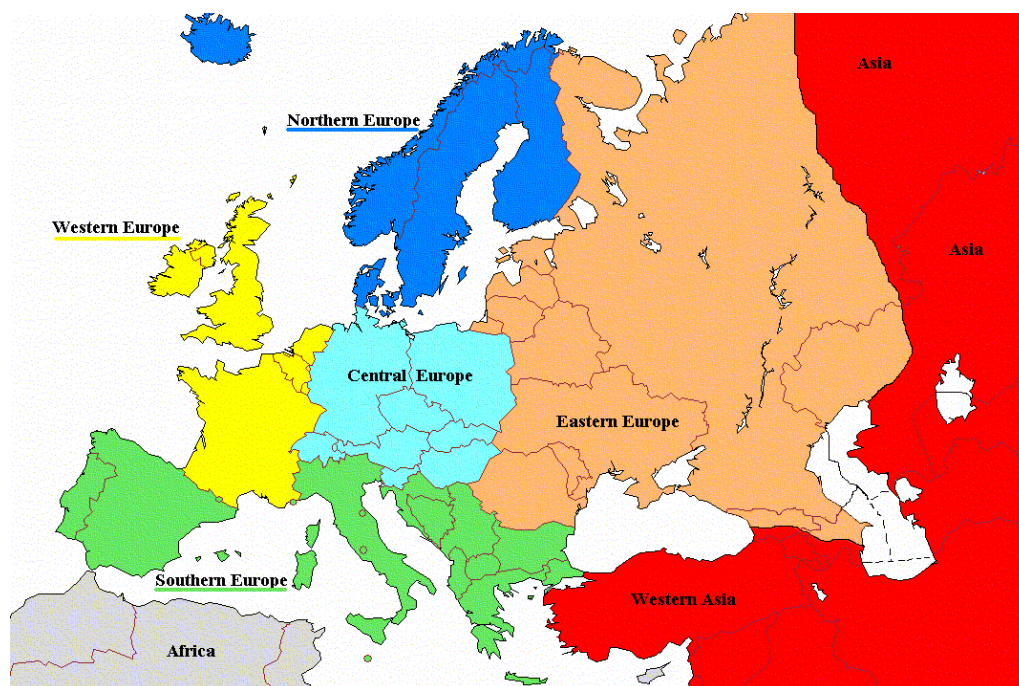 Asia
Northern Europe
Western Europe
Asia
Central Europe
Eastern Europe
Southern Europe
Western Asia
Africa